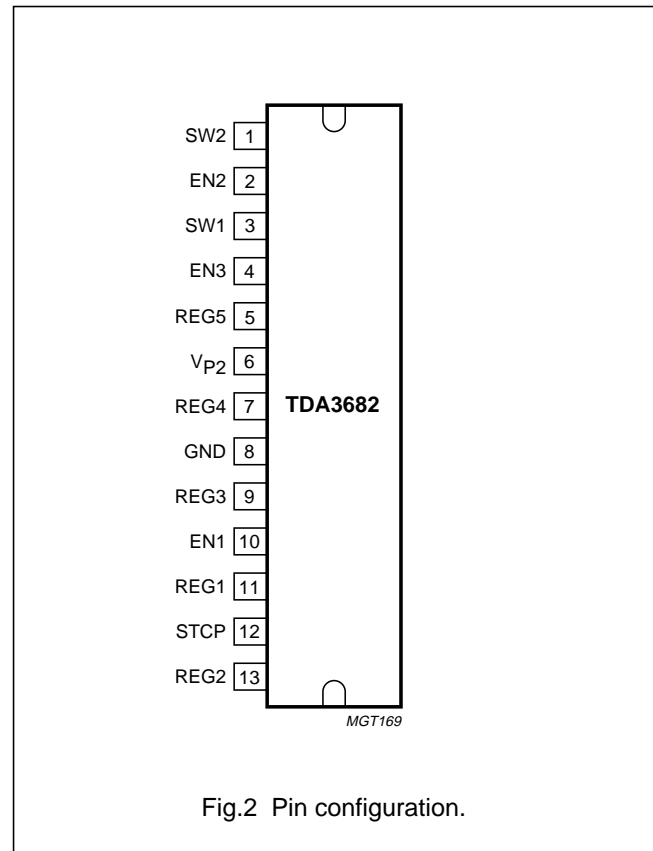 SW2 1
EN2 2
SW1 3
EN3 4
REG5 5
VP2 6
REG4 7
TDA3682
GND 8
REG3 9
EN1 10
REG1 11
STCP 12
REG2 13
MGT169
Fig.2 Pin configuration.